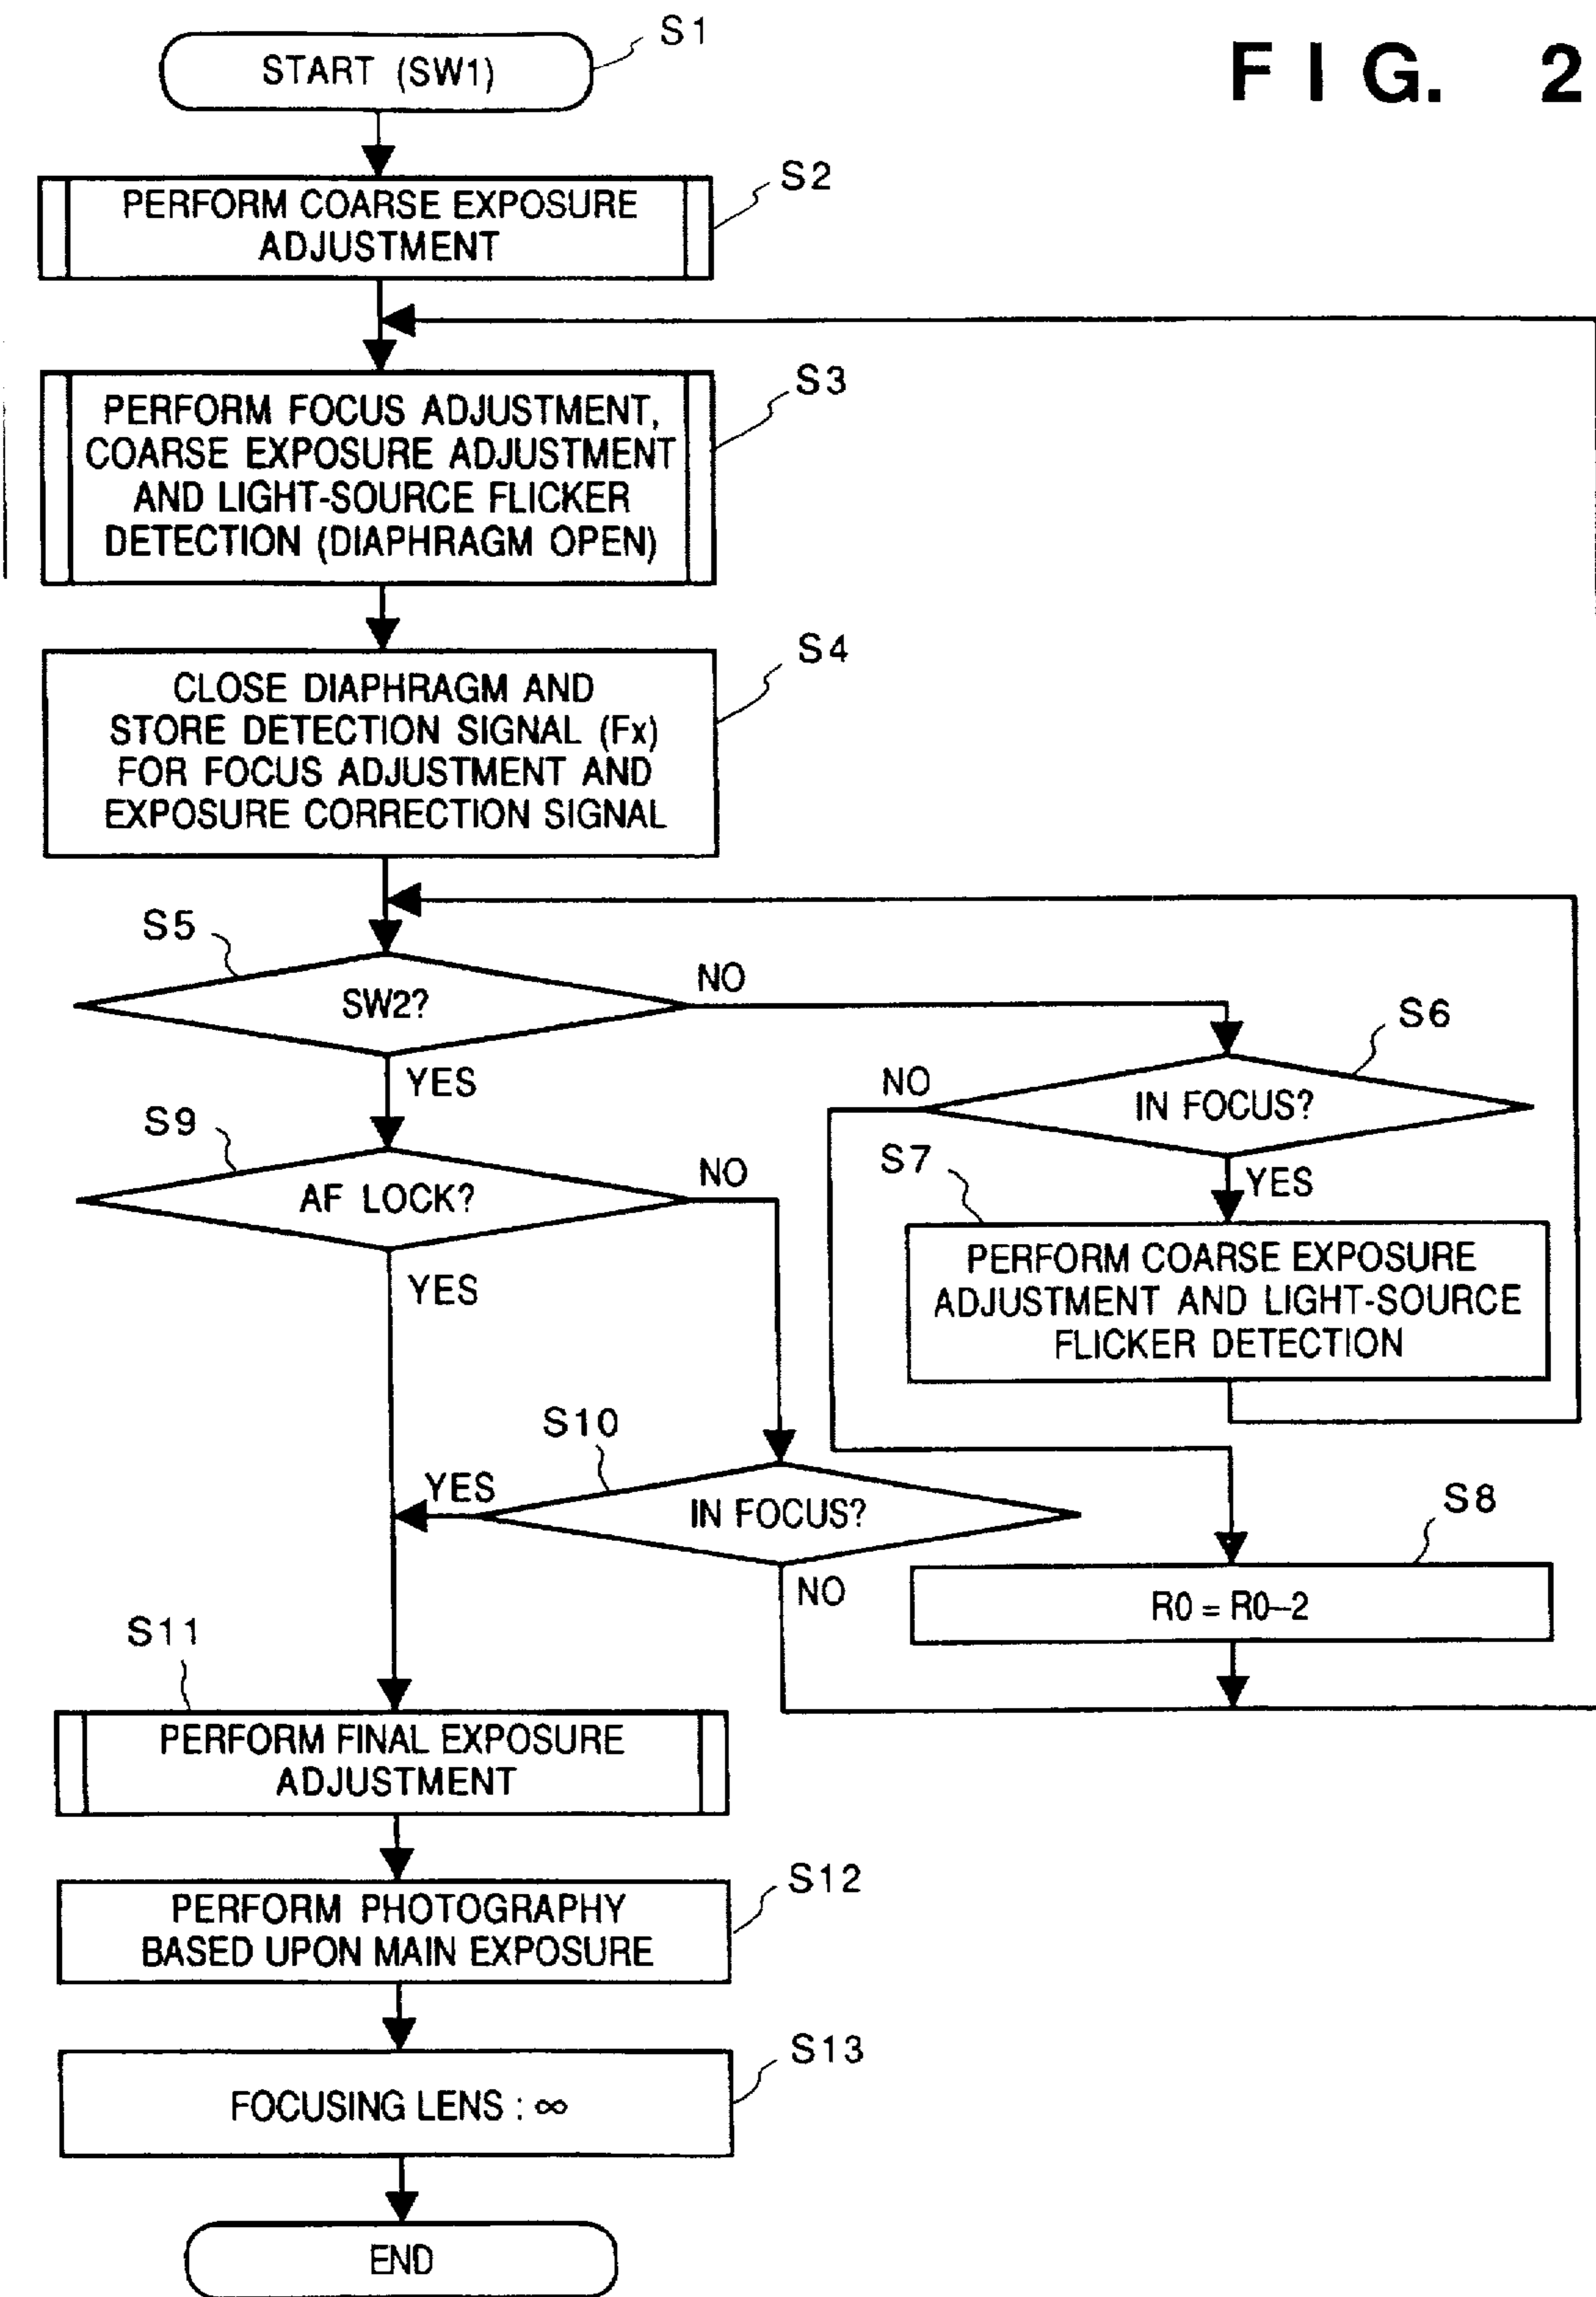 FIG. 2
S1
START (SW1)
S2
PERFORM COARSE EXPOSURE
ADJUSTMENT
S3
PERFORM FOCUS ADJUSTMENT,
COARSE EXPOSURE ADJUSTMENT
AND LIGHT-SOURCE FLICKER
DETECTION (DIAPHRAGM OPEN)
S4
CLOSE DIAPHRAGM AND
STORE DETECTION SIGNAL (Fx)
FOR FOCUS ADJUSTMENT AND
EXPOSURE CORRECTION SIGNAL
S5
SW2?
NO
YES
S6
IN FOCUS?
NO
YES
S7
PERFORM COARSE EXPOSURE
ADJUSTMENT AND LIGHT-SOURCE
FLICKER DETECTION
S9
AF LOCK?
NO
YES
S10
IN FOCUS?
YES
NO
S8
R0 = R0–2
S11
PERFORM FINAL EXPOSURE
ADJUSTMENT
S12
PERFORM PHOTOGRAPHY
BASED UPON MAIN EXPOSURE
S13
FOCUSING LENS : ∞
END